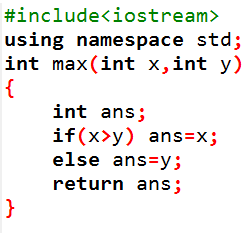 #include<iostream>
using namespace std;
int max(int x,int y)
{
    int ans;
    if(x>y) ans=x;
    else ans=y;
    return ans;
}